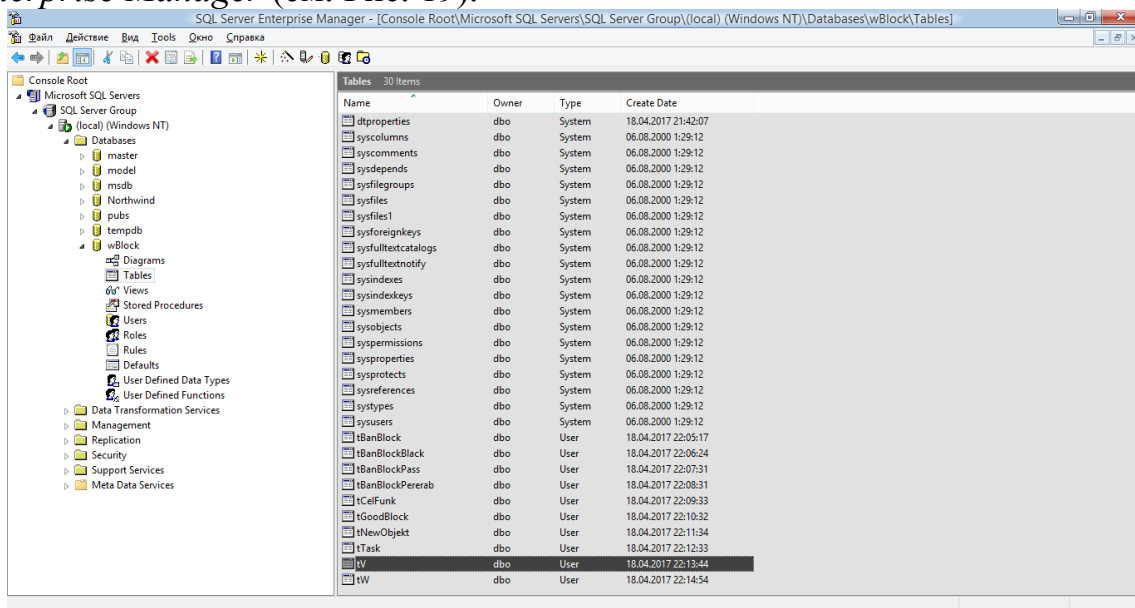 erprise Manager (см. Рис. 19).
SQL Server Enterprise Manager - [Console Root\Microsoft SQL Servers\SQL Server Group\(local) (Windows NT)\Databases\wBlock\Tables]
Файл Действие Вид Tools Окно Справка
Console Root
Microsoft SQL Servers
SQL Server Group
(local) (Windows NT)
Databases
master
model
msdb
Northwind
pubs
tempdb
wBlock
Diagrams
Tables
Views
Stored Procedures
Users
Roles
Rules
Defaults
User Defined Data Types
User Defined Functions
Data Transformation Services
Management
Replication
Security
Support Services
Meta Data Services
Tables 30 Items
Name Owner Type Create Date
dtproperties dbo System 18.04.2017 21:42:07
syscolumns dbo System 06.08.2000 1:29:12
syscomments dbo System 06.08.2000 1:29:12
sysdepends dbo System 06.08.2000 1:29:12
sysfilegroups dbo System 06.08.2000 1:29:12
sysfiles dbo System 06.08.2000 1:29:12
sysfiles1 dbo System 06.08.2000 1:29:12
sysforeignkeys dbo System 06.08.2000 1:29:12
sysfulltextcatalogs dbo System 06.08.2000 1:29:12
sysfulltextnotify dbo System 06.08.2000 1:29:12
sysindexes dbo System 06.08.2000 1:29:12
sysindexkeys dbo System 06.08.2000 1:29:12
sysmembers dbo System 06.08.2000 1:29:12
sysobjects dbo System 06.08.2000 1:29:12
syspermissions dbo System 06.08.2000 1:29:12
sysproperties dbo System 06.08.2000 1:29:12
sysprotects dbo System 06.08.2000 1:29:12
sysreferences dbo System 06.08.2000 1:29:12
systypes dbo System 06.08.2000 1:29:12
sysusers dbo System 06.08.2000 1:29:12
tBanBlock dbo User 18.04.2017 22:05:17
tBanBlockBlack dbo User 18.04.2017 22:06:24
tBanBlockPass dbo User 18.04.2017 22:07:31
tBanBlockPererab dbo User 18.04.2017 22:08:31
tCelFunk dbo User 18.04.2017 22:09:33
tGoodBlock dbo User 18.04.2017 22:10:32
tNewObjekt dbo User 18.04.2017 22:11:34
tTask dbo User 18.04.2017 22:12:33
tV dbo User 18.04.2017 22:13:44
tW dbo User 18.04.2017 22:14:54